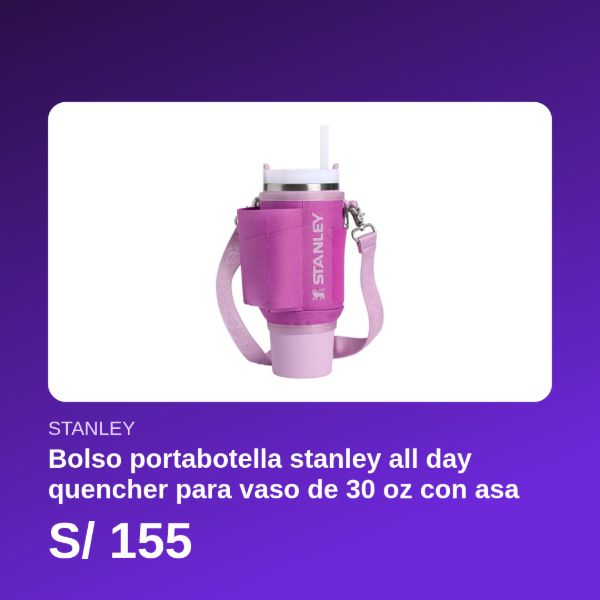 STANLEY
STANLEY
Bolso portabotella stanley all day
quencher para vaso de 30 oz con asa
S/ 155